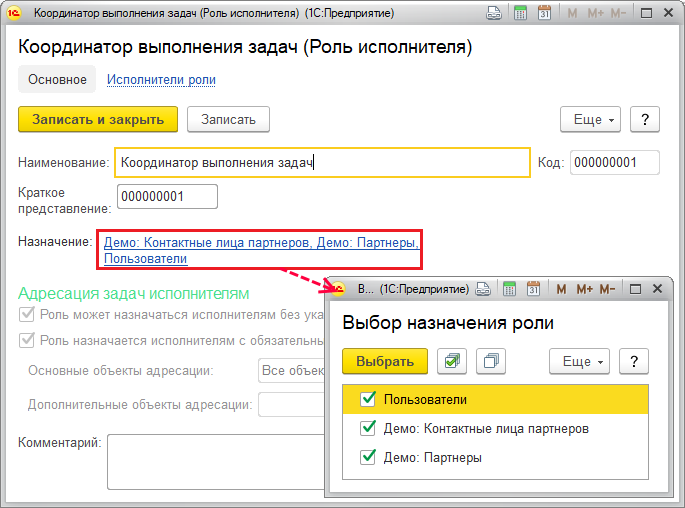 Координатор выполнения задач (Роль исполнителя) (1С:Предприятие)
M M+ M-
Координатор выполнения задач (Роль исполнителя)
Основное Исполнители роли
Записать и закрыть Записать Еще ?
Наименование: Координатор выполнения задач Код: 000000001
Краткое
представление: 000000001
Назначение: Демо: Контактные лица партнеров, Демо: Партнеры,
Пользователи
Адресация задач исполнителям
Роль может назначаться исполнителям без ука
Роль назначается исполнителям с обязательны
Основные объекты адресации: Все объек
Дополнительные объекты адресации:
Комментарий:
В... (1С:Предприятие) M M+ M-
Выбор назначения роли
Выбрать Еще ?
Пользователи
Демо: Контактные лица партнеров
Демо: Партнеры